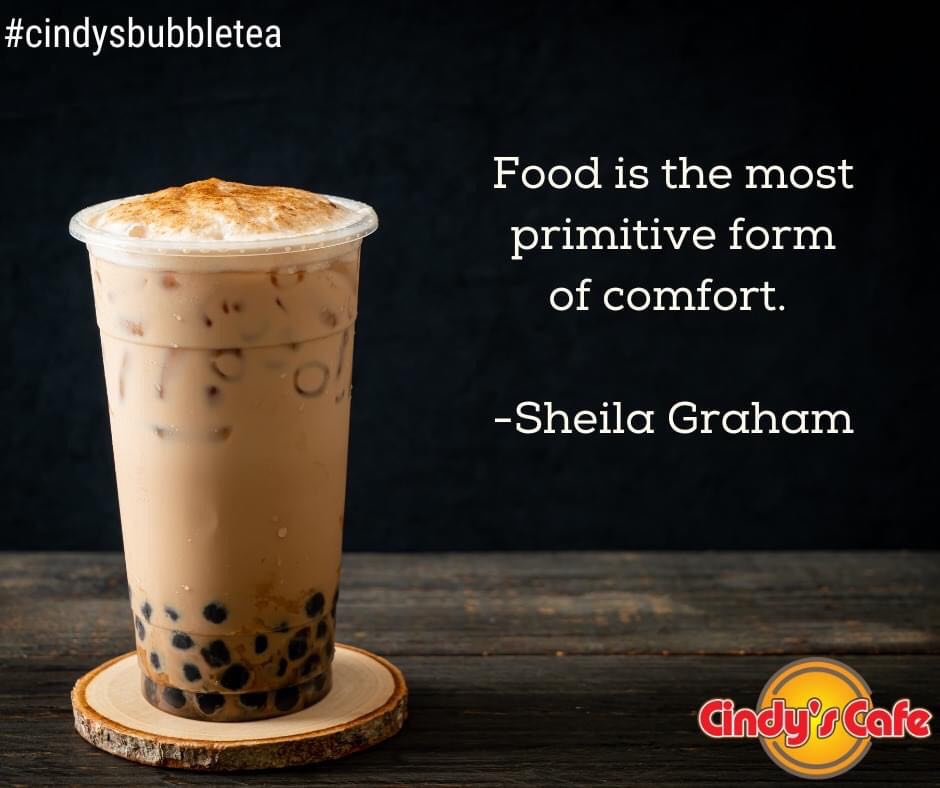 #cindysbubbletea
Food is the most
primitive form
of comfort.
-Sheila Graham
Cindy's Cafe